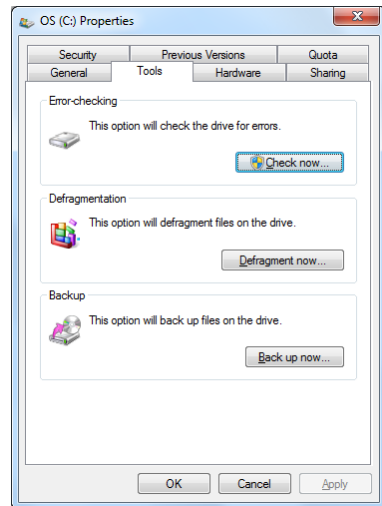 OS (C:) Properties
Security Previous Versions Quota
General Tools Hardware Sharing
Error-checking
This option will check the drive for errors.
Check now...
Defragmentation
This option will defragment files on the drive.
Defragment now...
Backup
This option will back up files on the drive.
Back up now...
OK Cancel Apply